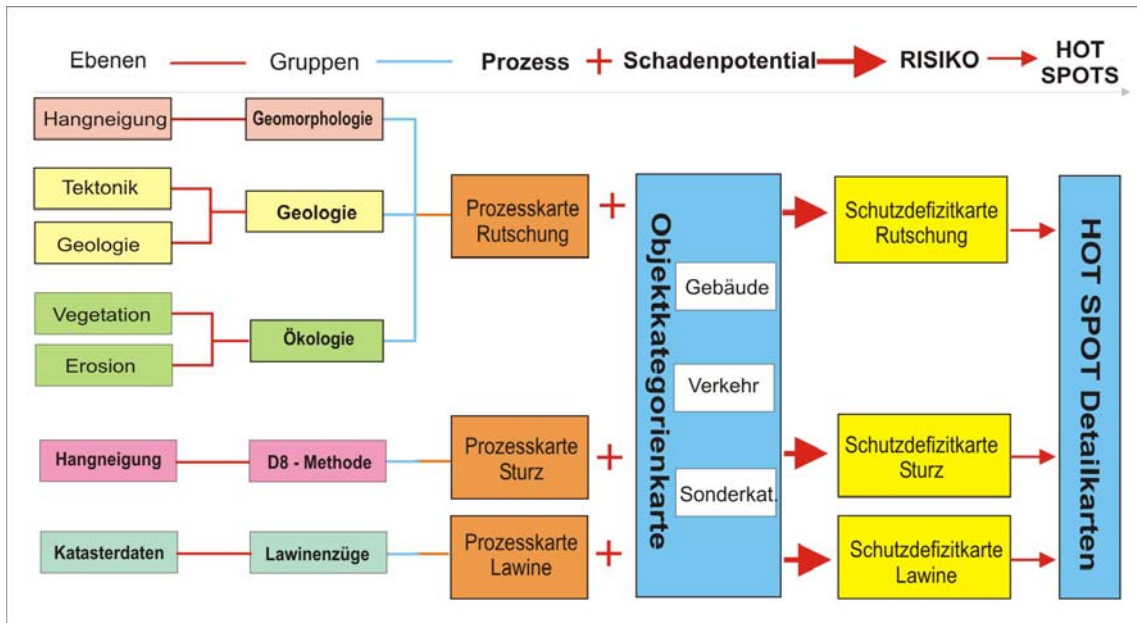 Ebenen Gruppen Prozess + Schadenpotential RISIKO HOT
SPOTS
Hangneigung Geomorphologie
Tektonik
Geologie
Geologie
Vegetation
Erosion
Ökologie
Prozesskarte
Rutschung
+
Objektkategorienkarte
Gebäude
Verkehr
Sonderkat.
Schutzdefizitkarte
Rutschung
HOT SPOT Detailkarten
Hangneigung D8 - Methode
Prozesskarte
Sturz
+
Schutzdefizitkarte
Sturz
Katasterdaten Lawinenzüge
Prozesskarte
Lawine
+
Schutzdefizitkarte
Lawine